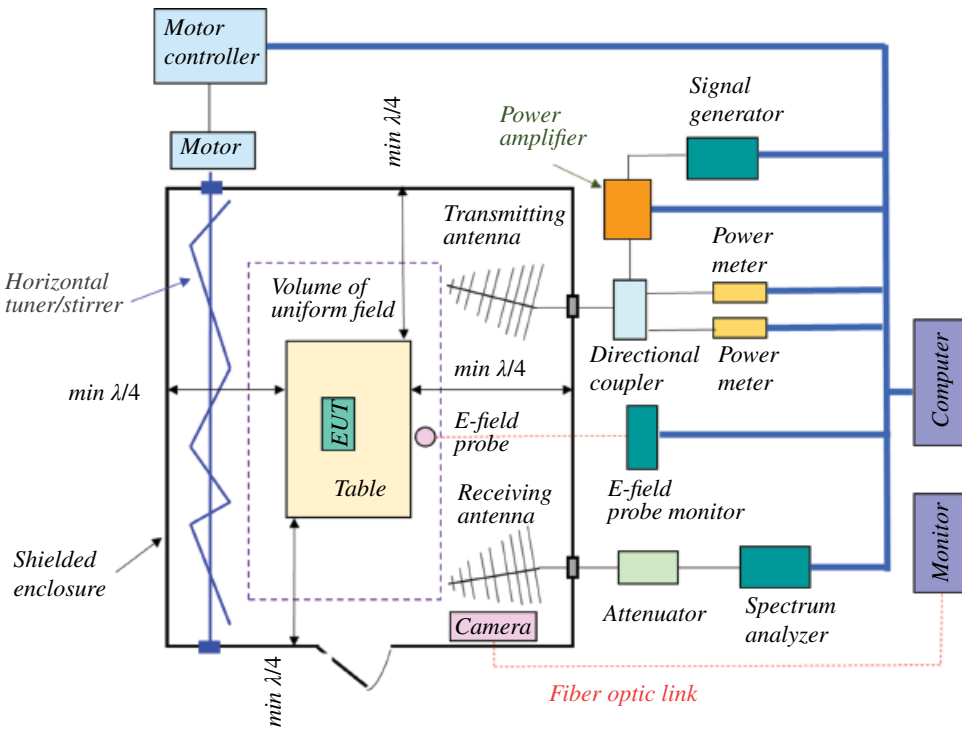 Motor
controller
Motor
min λ/4
Power
amplifier
Signal
generator
Transmitting
antenna
Power
meter
Horizontal
tuner/stirrer
Volume of
uniform field
Directional
coupler
Power
meter
min λ/4
min λ/4
Computer
EUT
E-field
probe
Table
Receiving
antenna
E-field
probe monitor
Monitor
Shielded
enclosure
Camera
Attenuator
Spectrum
analyzer
min λ/4
Fiber optic link